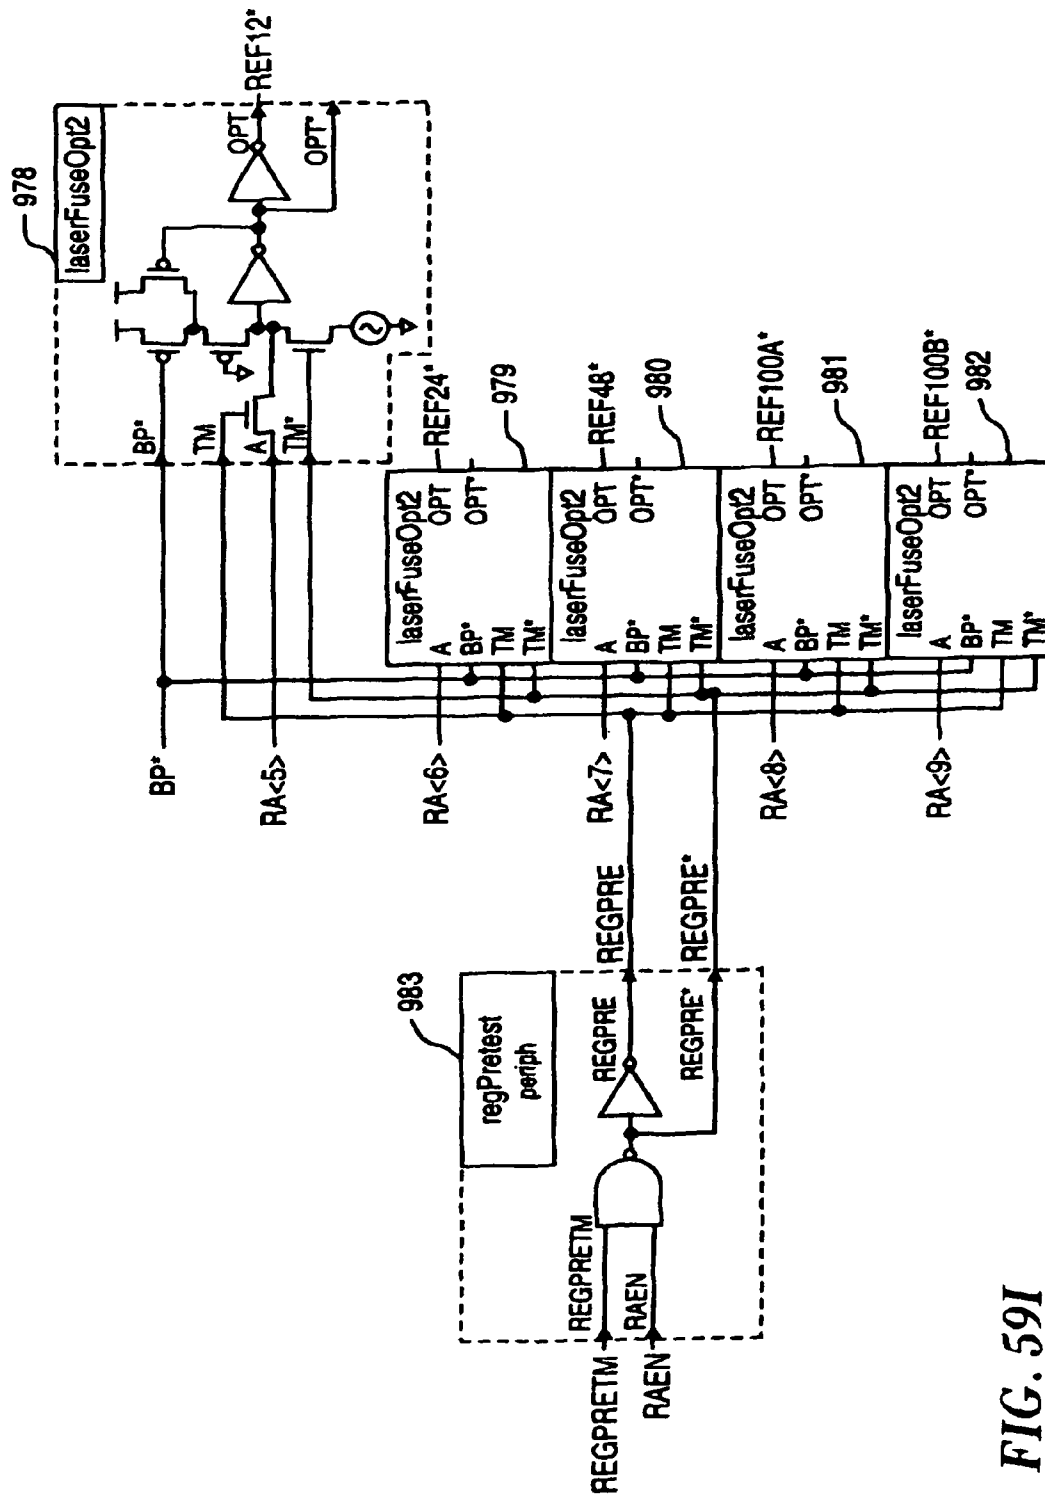 978
laserFuseOpt2
BP*
TM
A
TM*
OPT
OPT*
REF12*
BP*
RA<5>
RA<6>
RA<7>
RA<8>
RA<9>
laserFuseOpt2
A
BP*
TM
TM*
OPT
OPT*
REF24*
979
laserFuseOpt2
A
BP*
TM
TM*
OPT
OPT*
REF48*
980
laserFuseOpt2
A
BP*
TM
TM*
OPT
OPT*
REF100A*
981
laserFuseOpt2
A
BP*
TM
TM*
OPT
OPT*
REF100B*
982
983
regPretest
periph
REGPRETM
RAEN
REGPRETM
RAEN
REGPRE
REGPRE*
REGPRE
REGPRE*
FIG. 59I